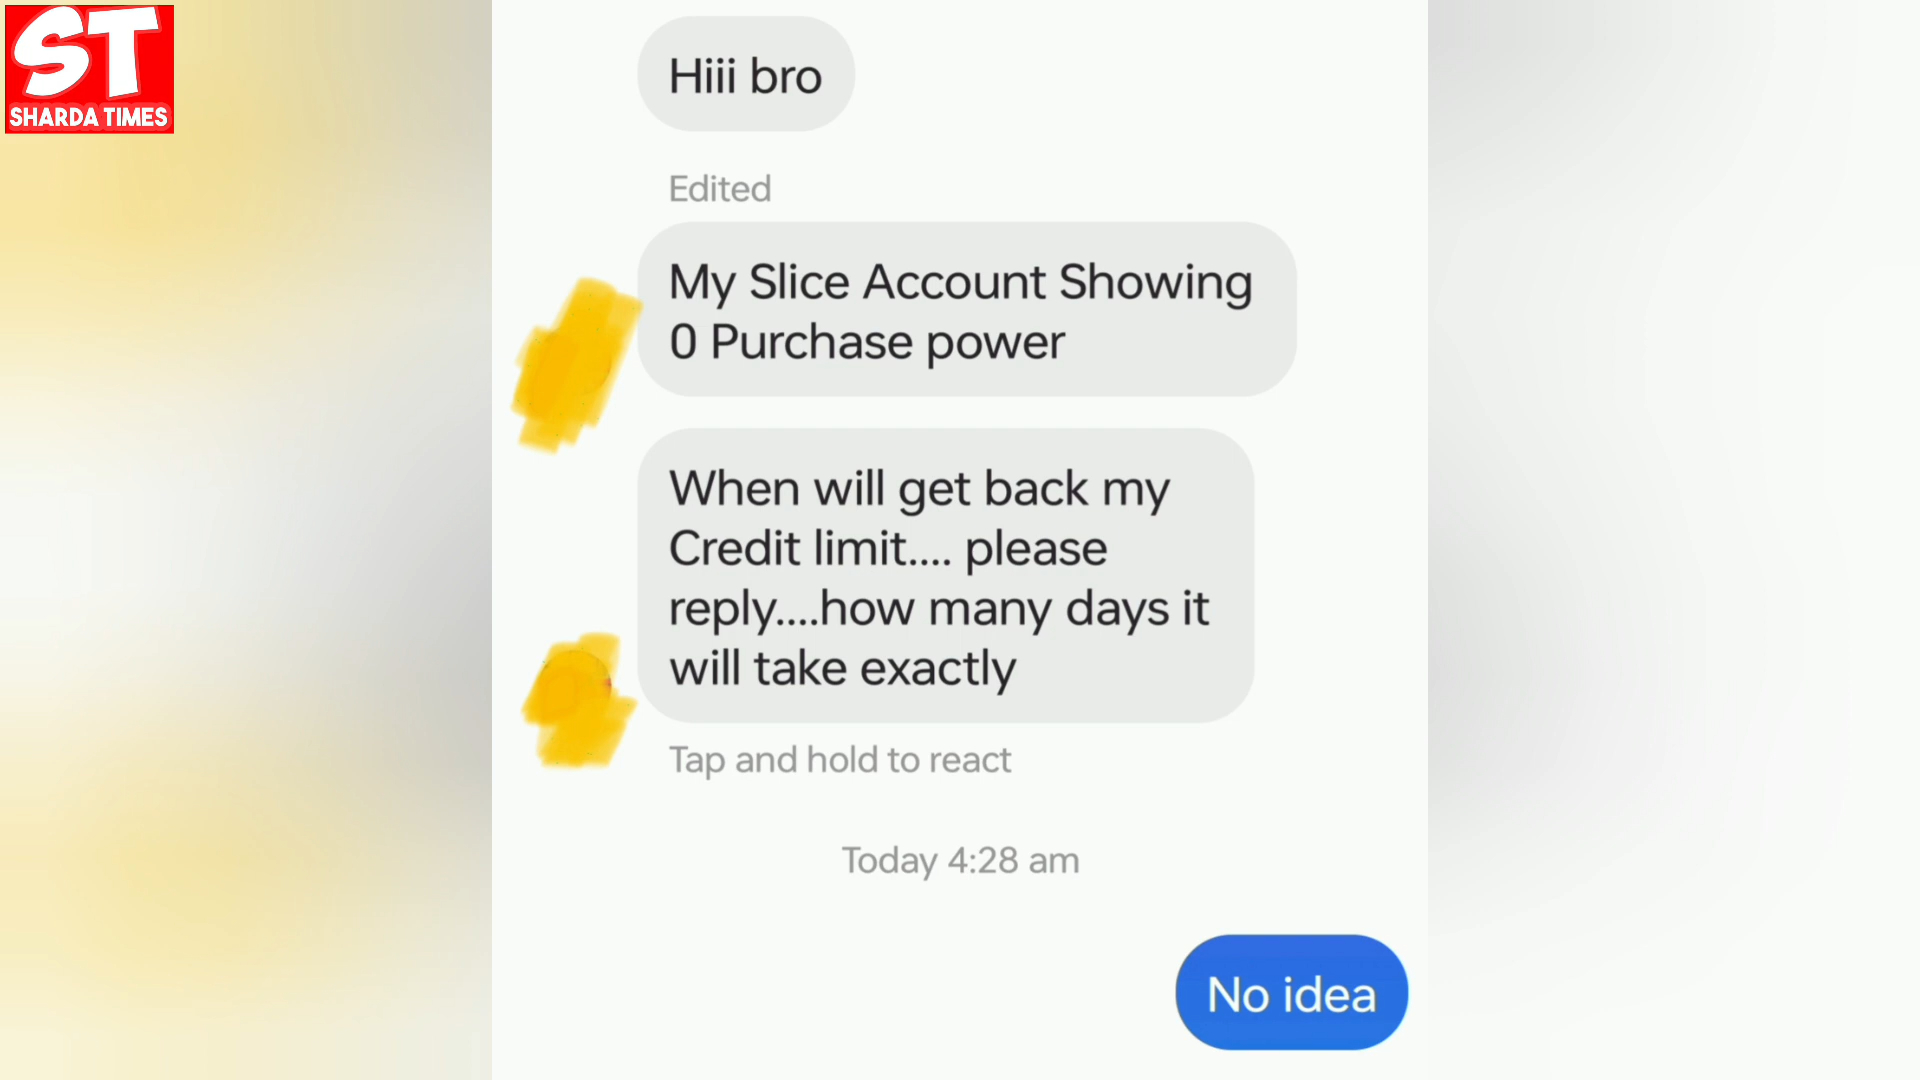 ST
SHARDA TIMES
Hiii bro
Edited
My Slice Account Showing
0 Purchase power
When will get back my
Credit limit.... please
reply....how many days it
will take exactly
Tap and hold to react
Today 4:28 am
No idea